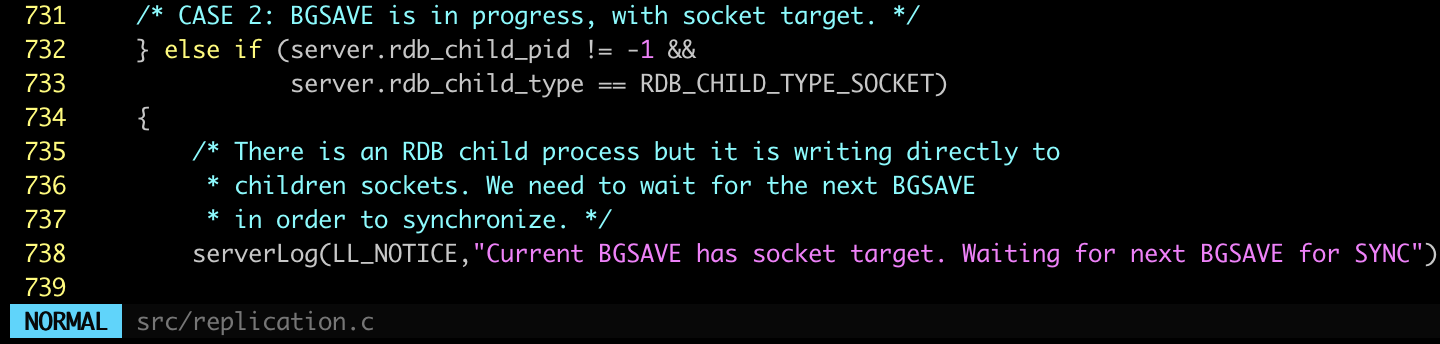 731     /* CASE 2: BGSAVE is in progress, with socket target. */
732     } else if (server.rdb_child_pid != -1 &&
733                server.rdb_child_type == RDB_CHILD_TYPE_SOCKET)
734     {
735         /* There is an RDB child process but it is writing directly to
736          * children sockets. We need to wait for the next BGSAVE
737          * in order to synchronize. */
738         serverLog(LL_NOTICE,"Current BGSAVE has socket target. Waiting for next BGSAVE for SYNC")
739
NORMAL  src/replication.c